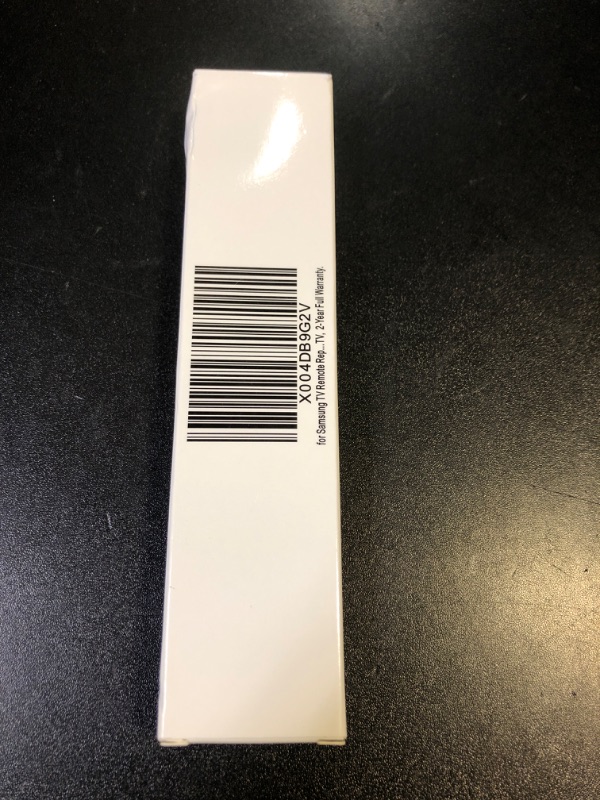 X004DB9G2V
for Samsung TV Remote Rep...TV, 2-Year Full Warranty.